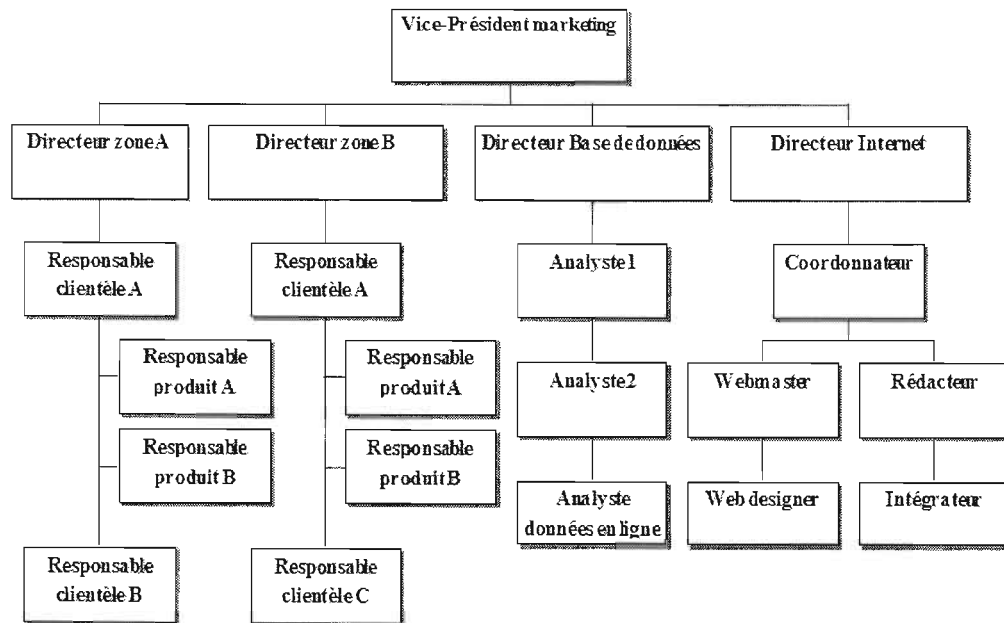 Vice-Président marketing
Directeur zone A
Directeur zone B
Directeur Base de données
Directeur Internet
Responsable
clientèle A
Responsable
clientèle A
Analyste 1
Coordonnateur
Responsable
produit A
Responsable
produit A
Analyste 2
Webmaster
Rédacteur
Responsable
produit B
Responsable
produit B
Analyste
données en ligne
Web designer
Intégrateur
Responsable
clientèle B
Responsable
clientèle C